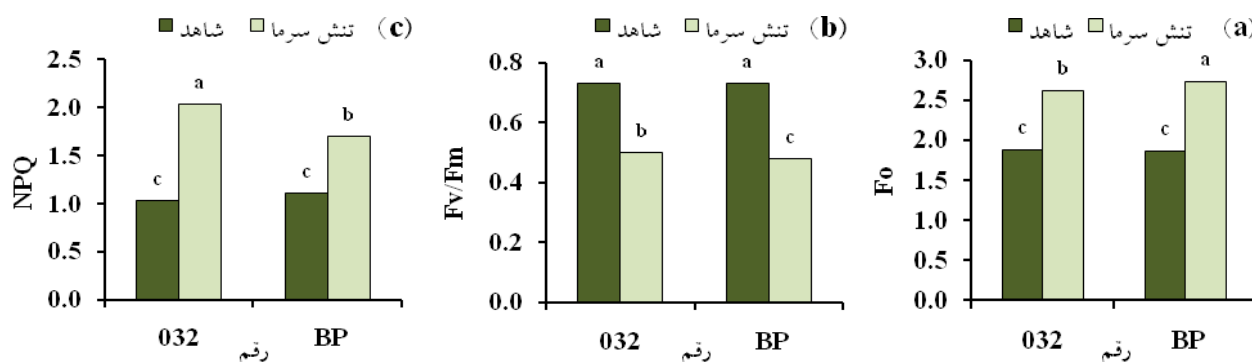 (c) تنش سرما شاهد
2.5
2.0
1.5
1.0
0.5
0.0
NPQ
a
b
c
c
032
BP
رقم
(b) تنش سرما شاهد
0.8
0.6
0.4
0.2
0.0
Fv/Fm
a
a
b
c
032
BP
رقم
(a) تنش سرما شاهد
3.0
2.5
2.0
1.5
1.0
0.5
0.0
Fo
b
a
c
c
032
BP
رقم